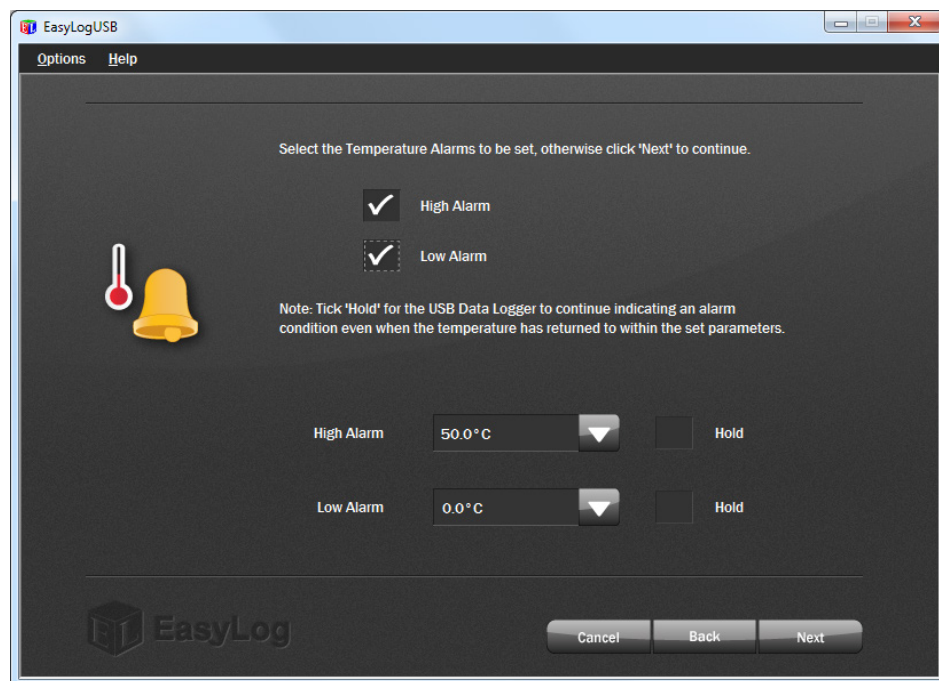 EasyLogUSB
Options Help
Select the Temperature Alarms to be set, otherwise click 'Next' to continue.
High Alarm
Low Alarm
Note: Tick 'Hold' for the USB Data Logger to continue indicating an alarm
condition even when the temperature has returned to within the set parameters.
High Alarm 50.0°C Hold
Low Alarm 0.0°C Hold
EL EasyLog
Cancel Back Next